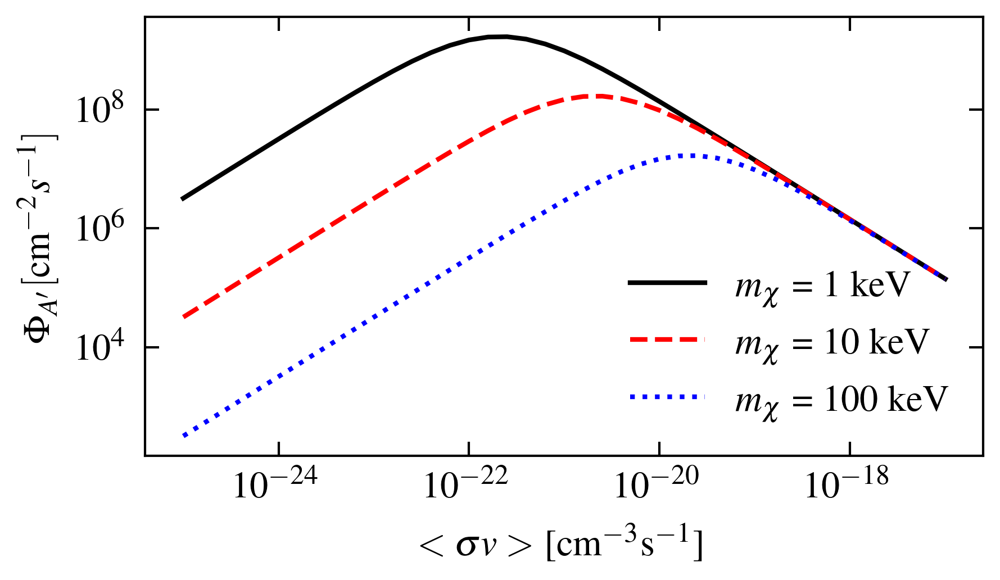 Φ_{A′}[cm^{−2}s^{−1}]
10^8
10^6
10^4
m_χ = 1 keV
m_χ = 10 keV
m_χ = 100 keV
10^{−24} 10^{−22} 10^{−20} 10^{−18}
< σv > [cm^{−3}s^{−1}]